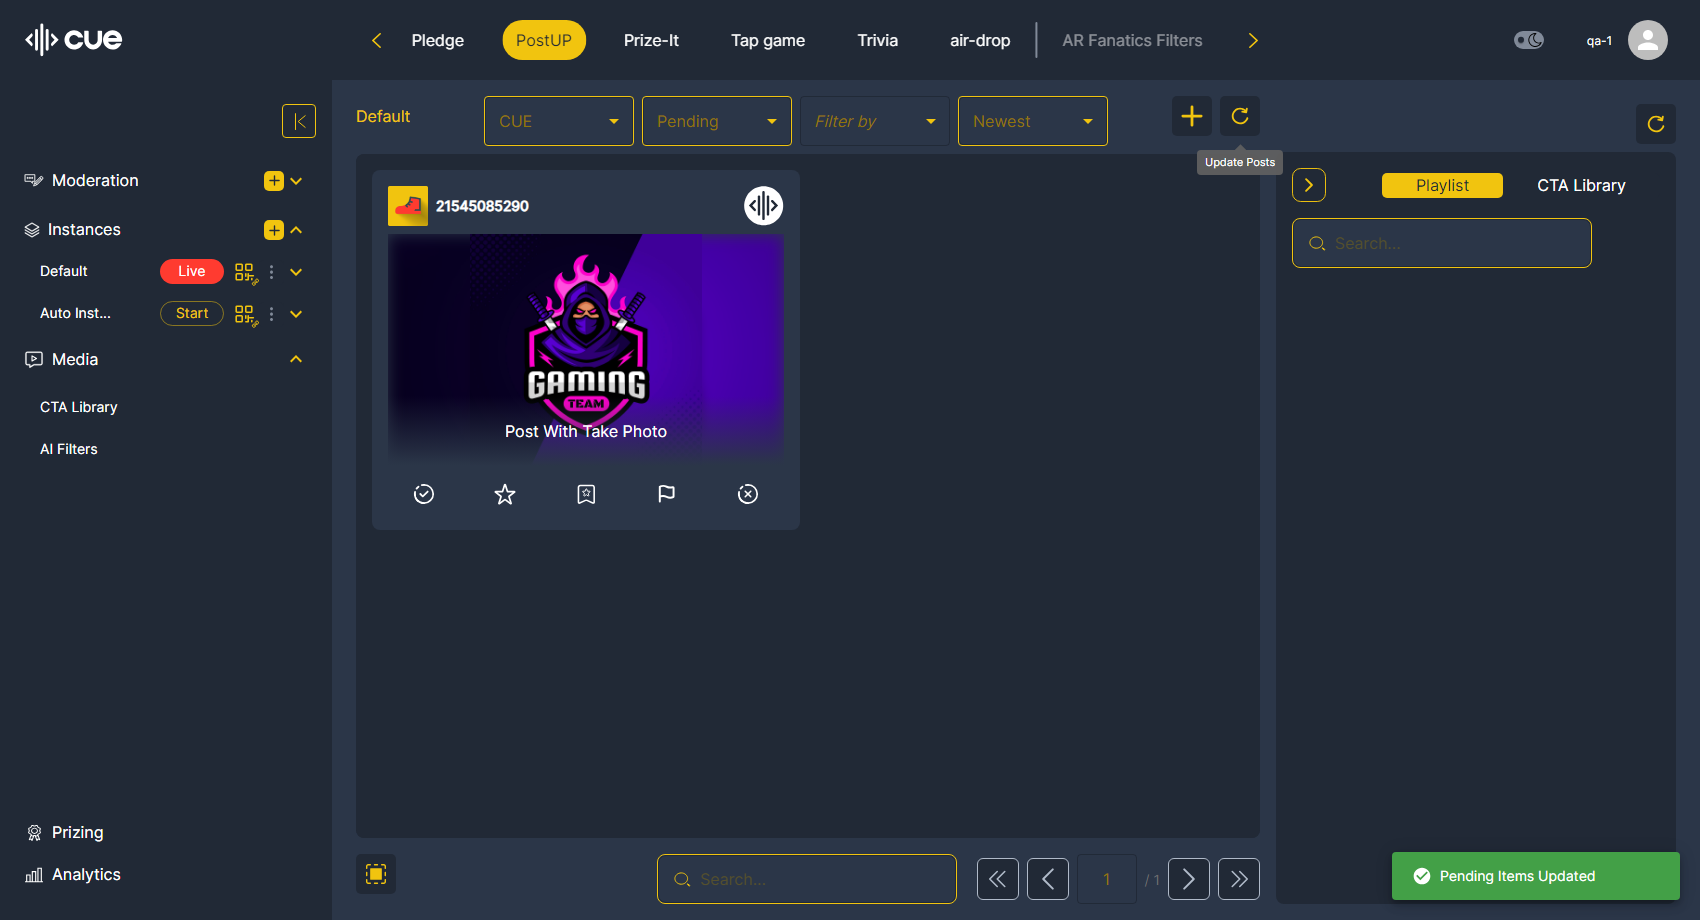 cue
Pledge
PostUP
Prize-It
Tap game
Trivia
air-drop
AR Fanatics Filters
qa-1
Default
CUE
Pending
Filter by
Newest
Update Posts
Moderation
Instances
Default
Live
Auto Inst...
Start
Media
CTA Library
AI Filters
Prizing
Analytics
21545085290
GAMING
TEAM
Post With Take Photo
Playlist
CTA Library
Search...
Search...
1
/ 1
Pending Items Updated